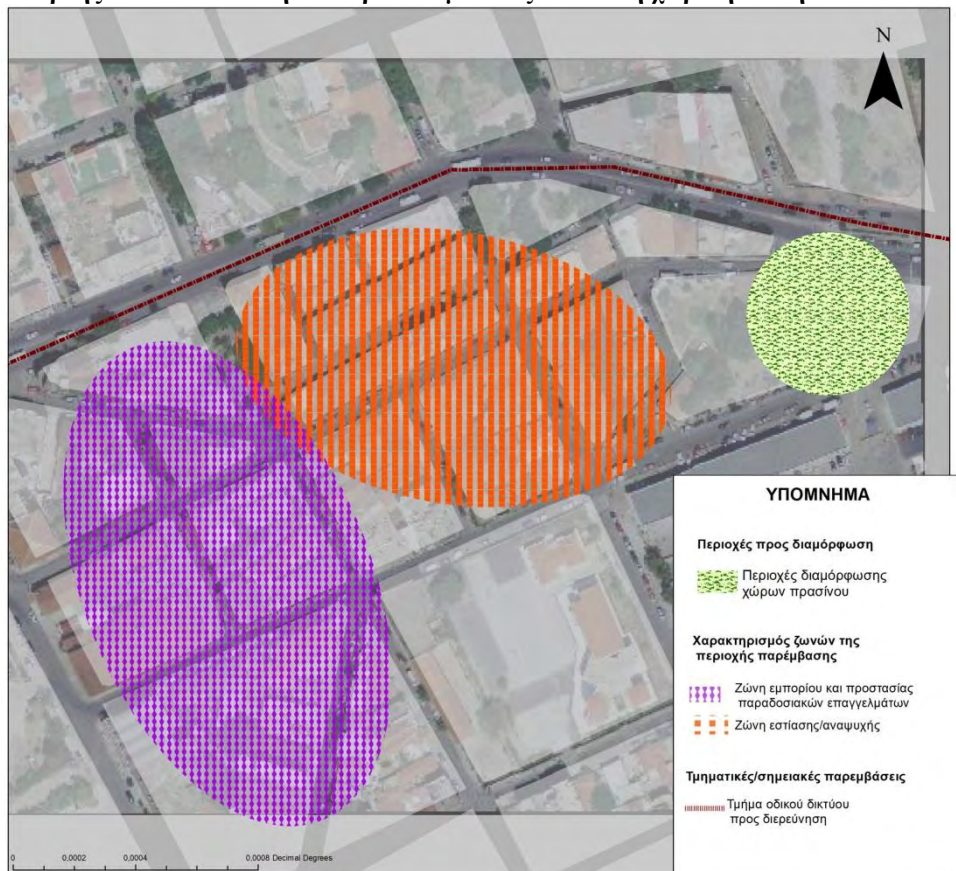 N
ΥΠΟΜΝΗΜΑ
Περιοχές προς διαμόρφωση
Περιοχές διαμόρφωσης
χώρων πρασίνου
Χαρακτηρισμός ζωνών της
περιοχής παρέμβασης
Ζώνη εμπορίου και προστασίας
παραδοσιακών επαγγελμάτων
Ζώνη εστίασης/αναψυχής
Τμηματικές/σημειακές παρεμβάσεις
Τμήμα οδικού δικτύου
προς διερεύνηση
0 0,0002 0,0004 0,0008 Decimal Degrees